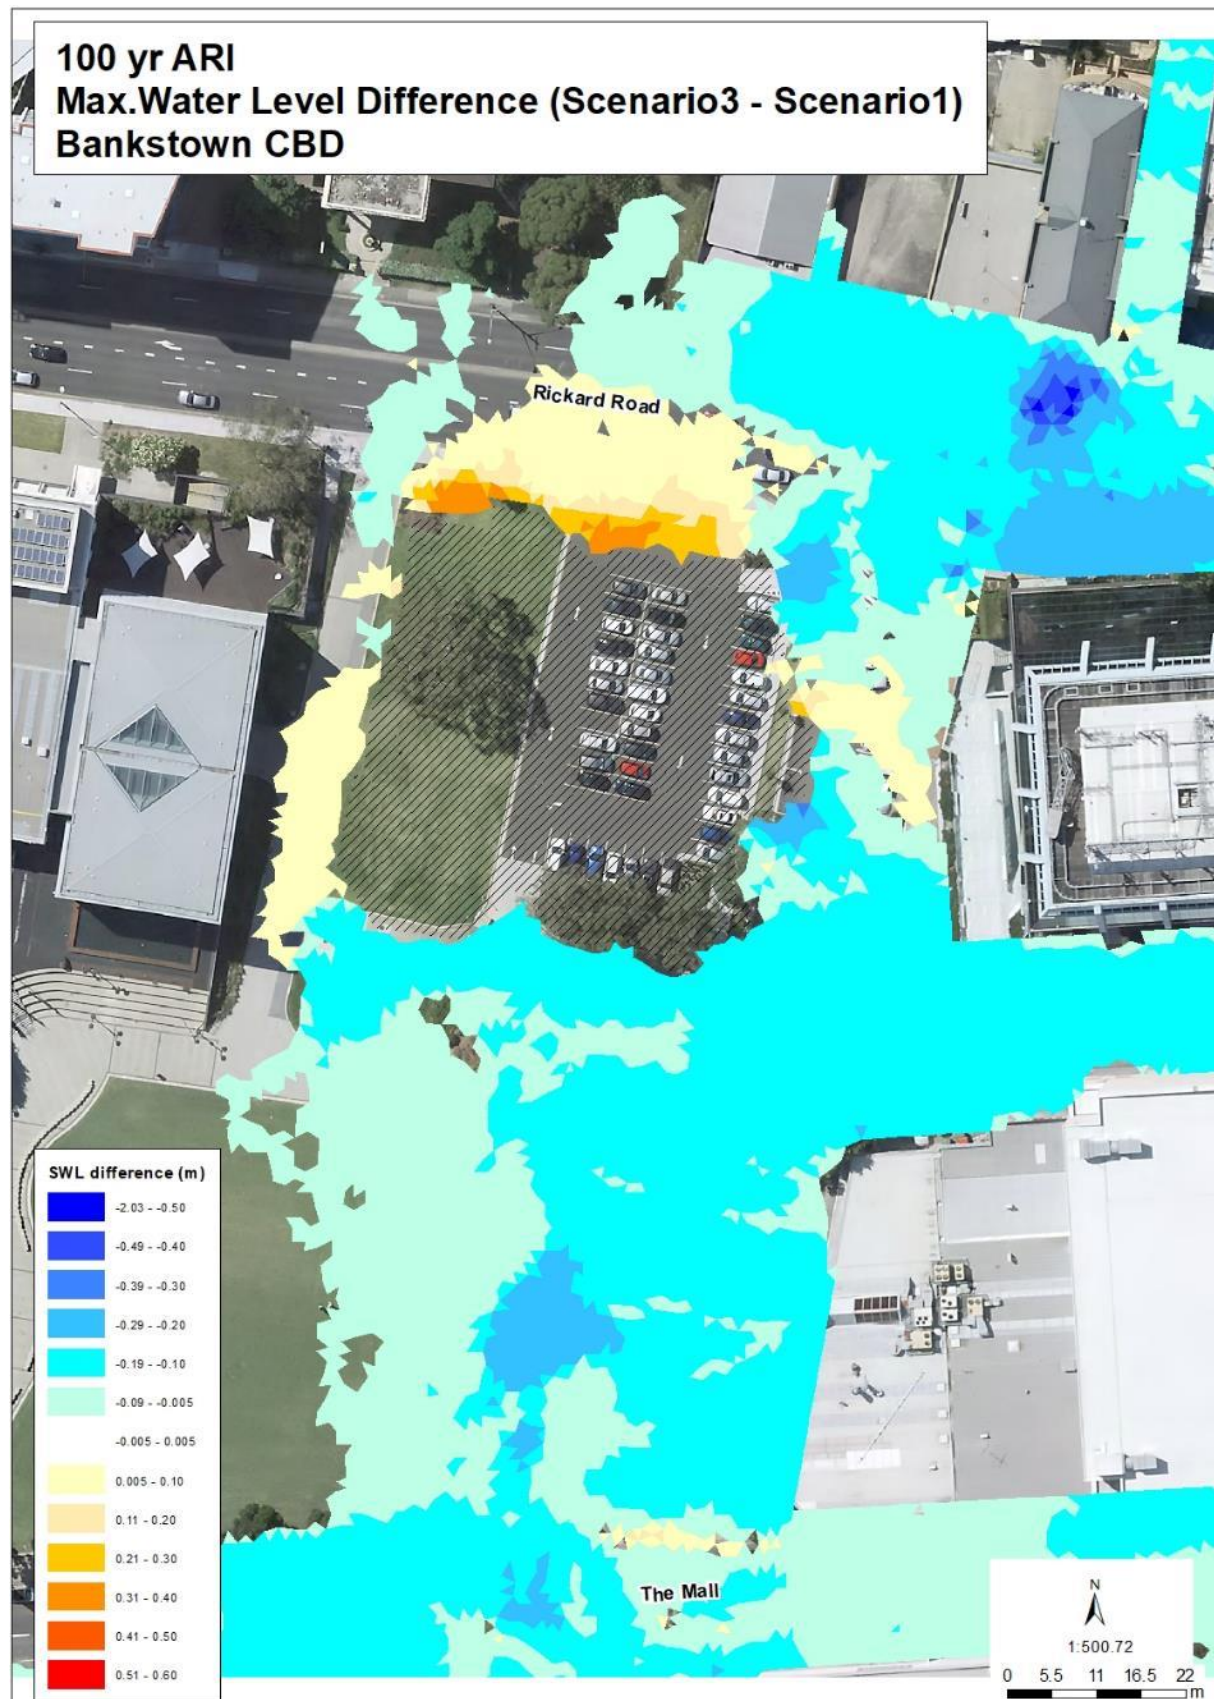 100 yr ARI
Max.Water Level Difference (Scenario3 - Scenario1)
Bankstown CBD
Rickard Road
SWL difference (m)
-2.03 - -0.50
-0.49 - -0.40
-0.39 - -0.30
-0.29 - -0.20
-0.19 - -0.10
-0.09 - -0.005
-0.005 - 0.005
0.005 - 0.10
0.11 - 0.20
0.21 - 0.30
0.31 - 0.40
0.41 - 0.50
0.51 - 0.60
The Mall
N
1:500.72
0 5.5 11 16.5 22
m